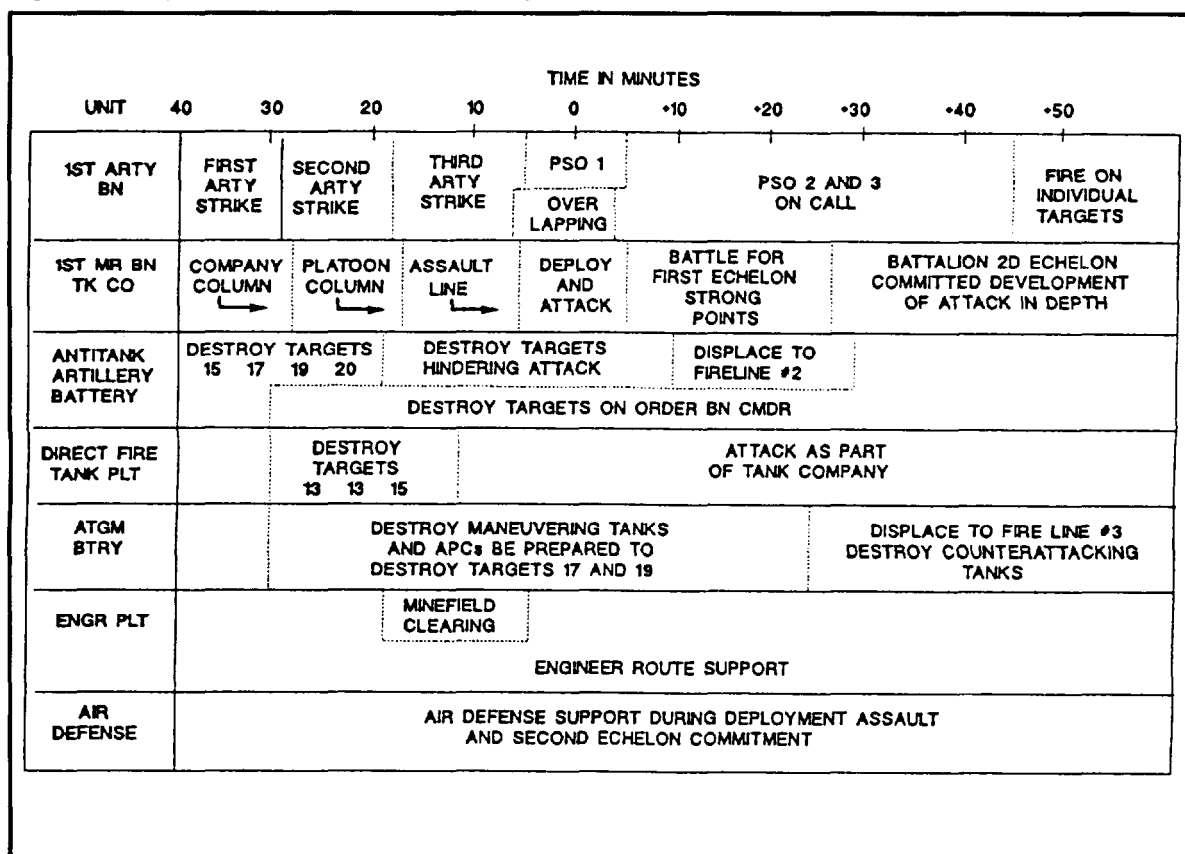 TIME IN MINUTES
UNIT 40 30 20 10 0 +10 +20 +30 +40 +50
1ST ARTY
BN
FIRST
ARTY
STRIKE
SECOND
ARTY
STRIKE
THIRD
ARTY
STRIKE
PSO 1
OVER
LAPPING
PSO 2 AND 3
ON CALL
FIRE ON
INDIVIDUAL
TARGETS
1ST MR BN
TK CO
COMPANY
COLUMN
PLATOON
COLUMN
ASSAULT
LINE
DEPLOY
AND
ATTACK
BATTLE FOR
FIRST ECHELON
STRONG
POINTS
BATTALION 2D ECHELON
COMMITTED DEVELOPMENT
OF ATTACK IN DEPTH
ANTITANK
ARTILLERY
BATTERY
DESTROY TARGETS
15 17 19 20
DESTROY TARGETS
HINDERING ATTACK
DISPLACE TO
FIRELINE #2
DESTROY TARGETS ON ORDER BN CMDR
DIRECT FIRE
TANK PLT
DESTROY
TARGETS
13 13 15
ATTACK AS PART
OF TANK COMPANY
ATGM
BTRY
DESTROY MANEUVERING TANKS
AND APCs BE PREPARED TO
DESTROY TARGETS 17 AND 19
DISPLACE TO FIRE LINE #3
DESTROY COUNTERATTACKING
TANKS
ENGR PLT
MINEFIELD
CLEARING
ENGINEER ROUTE SUPPORT
AIR
DEFENSE
AIR DEFENSE SUPPORT DURING DEPLOYMENT ASSAULT
AND SECOND ECHELON COMMITMENT